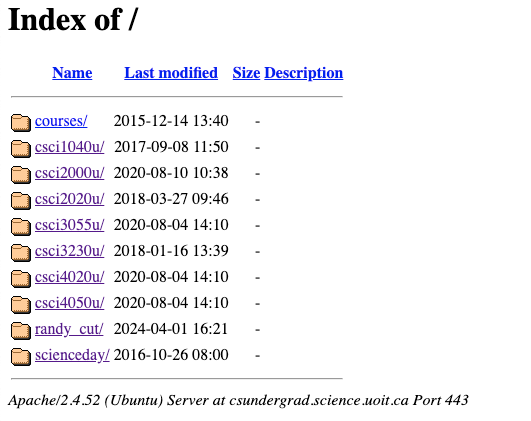 Index of /
Name Last modified Size Description
courses/ 2015-12-14 13:40 -
csci1040u/ 2017-09-08 11:50 -
csci2000u/ 2020-08-10 10:38 -
csci2020u/ 2018-03-27 09:46 -
csci3055u/ 2020-08-04 14:10 -
csci3230u/ 2018-01-16 13:39 -
csci4020u/ 2020-08-04 14:10 -
csci4050u/ 2020-08-04 14:10 -
randy_cut/ 2024-04-01 16:21 -
scienceday/ 2016-10-26 08:00 -
Apache/2.4.52 (Ubuntu) Server at csundergrad.science.uoit.ca Port 443